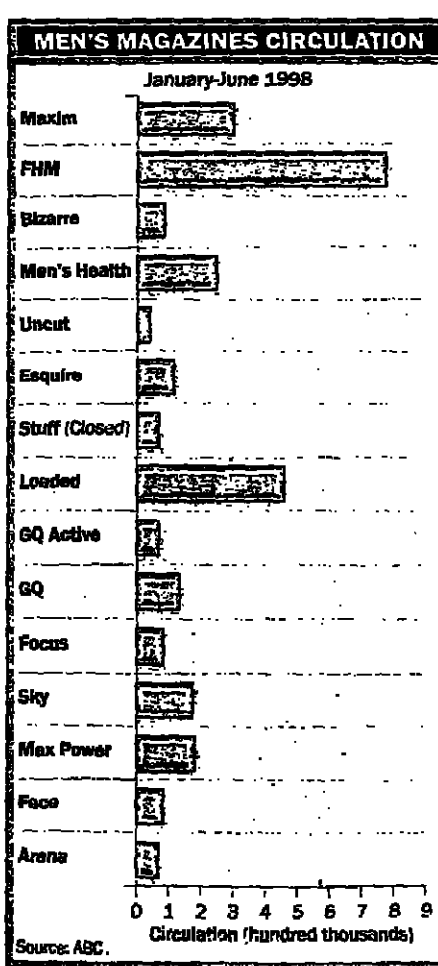 MEN'S MAGAZINES CIRCULATION
January-June 1998
Maxim
FHM
Bizarre
Men's Health
Uncut
Esquire
Stuff (Closed)
Loaded
GQ Active
GQ
Focus
Sky
Max Power
Face
Arena
0 1 2 3 4 5 6 7 8 9
Circulation (hundred thousands)
Source: ABC.